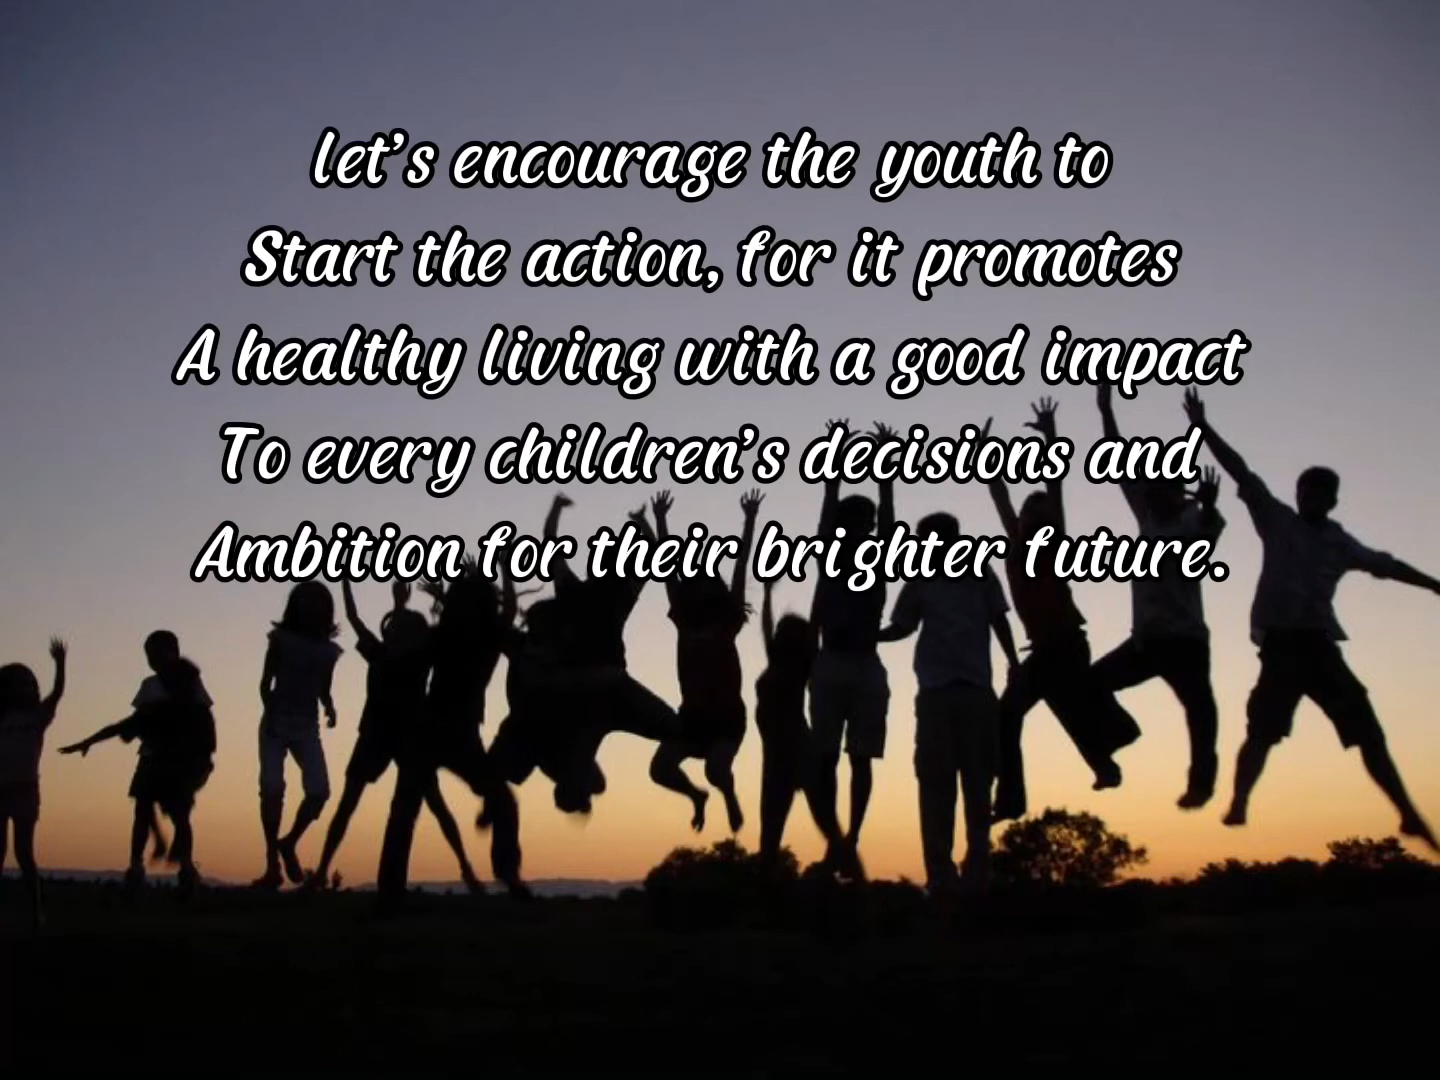 let's encourage the youth to
Start the action, for it promotes
A healthy living with a good impact
To every children's decisions and
Ambition for their brighter future.